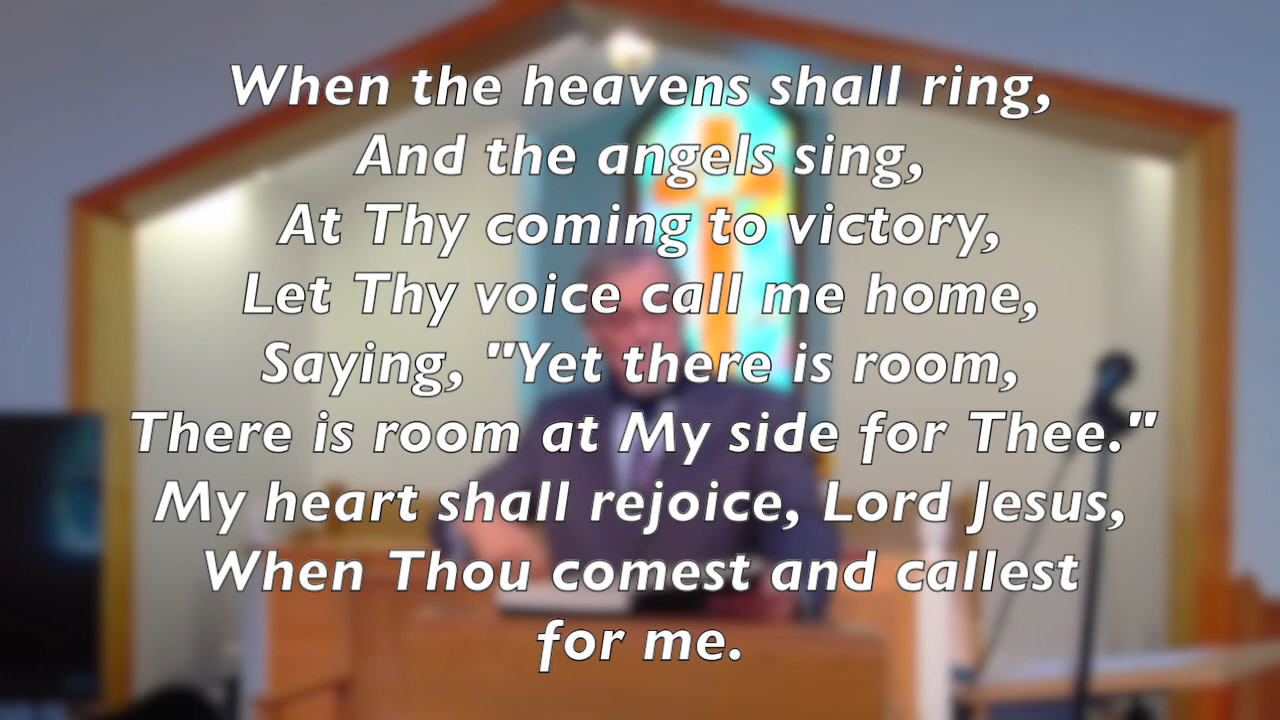 When the heavens shall ring,
And the angels sing,
At Thy coming to victory,
Let Thy voice call me home,
Saying, "Yet there is room,
There is room at My side for Thee."
My heart shall rejoice, Lord Jesus,
When Thou comest and callest
for me.